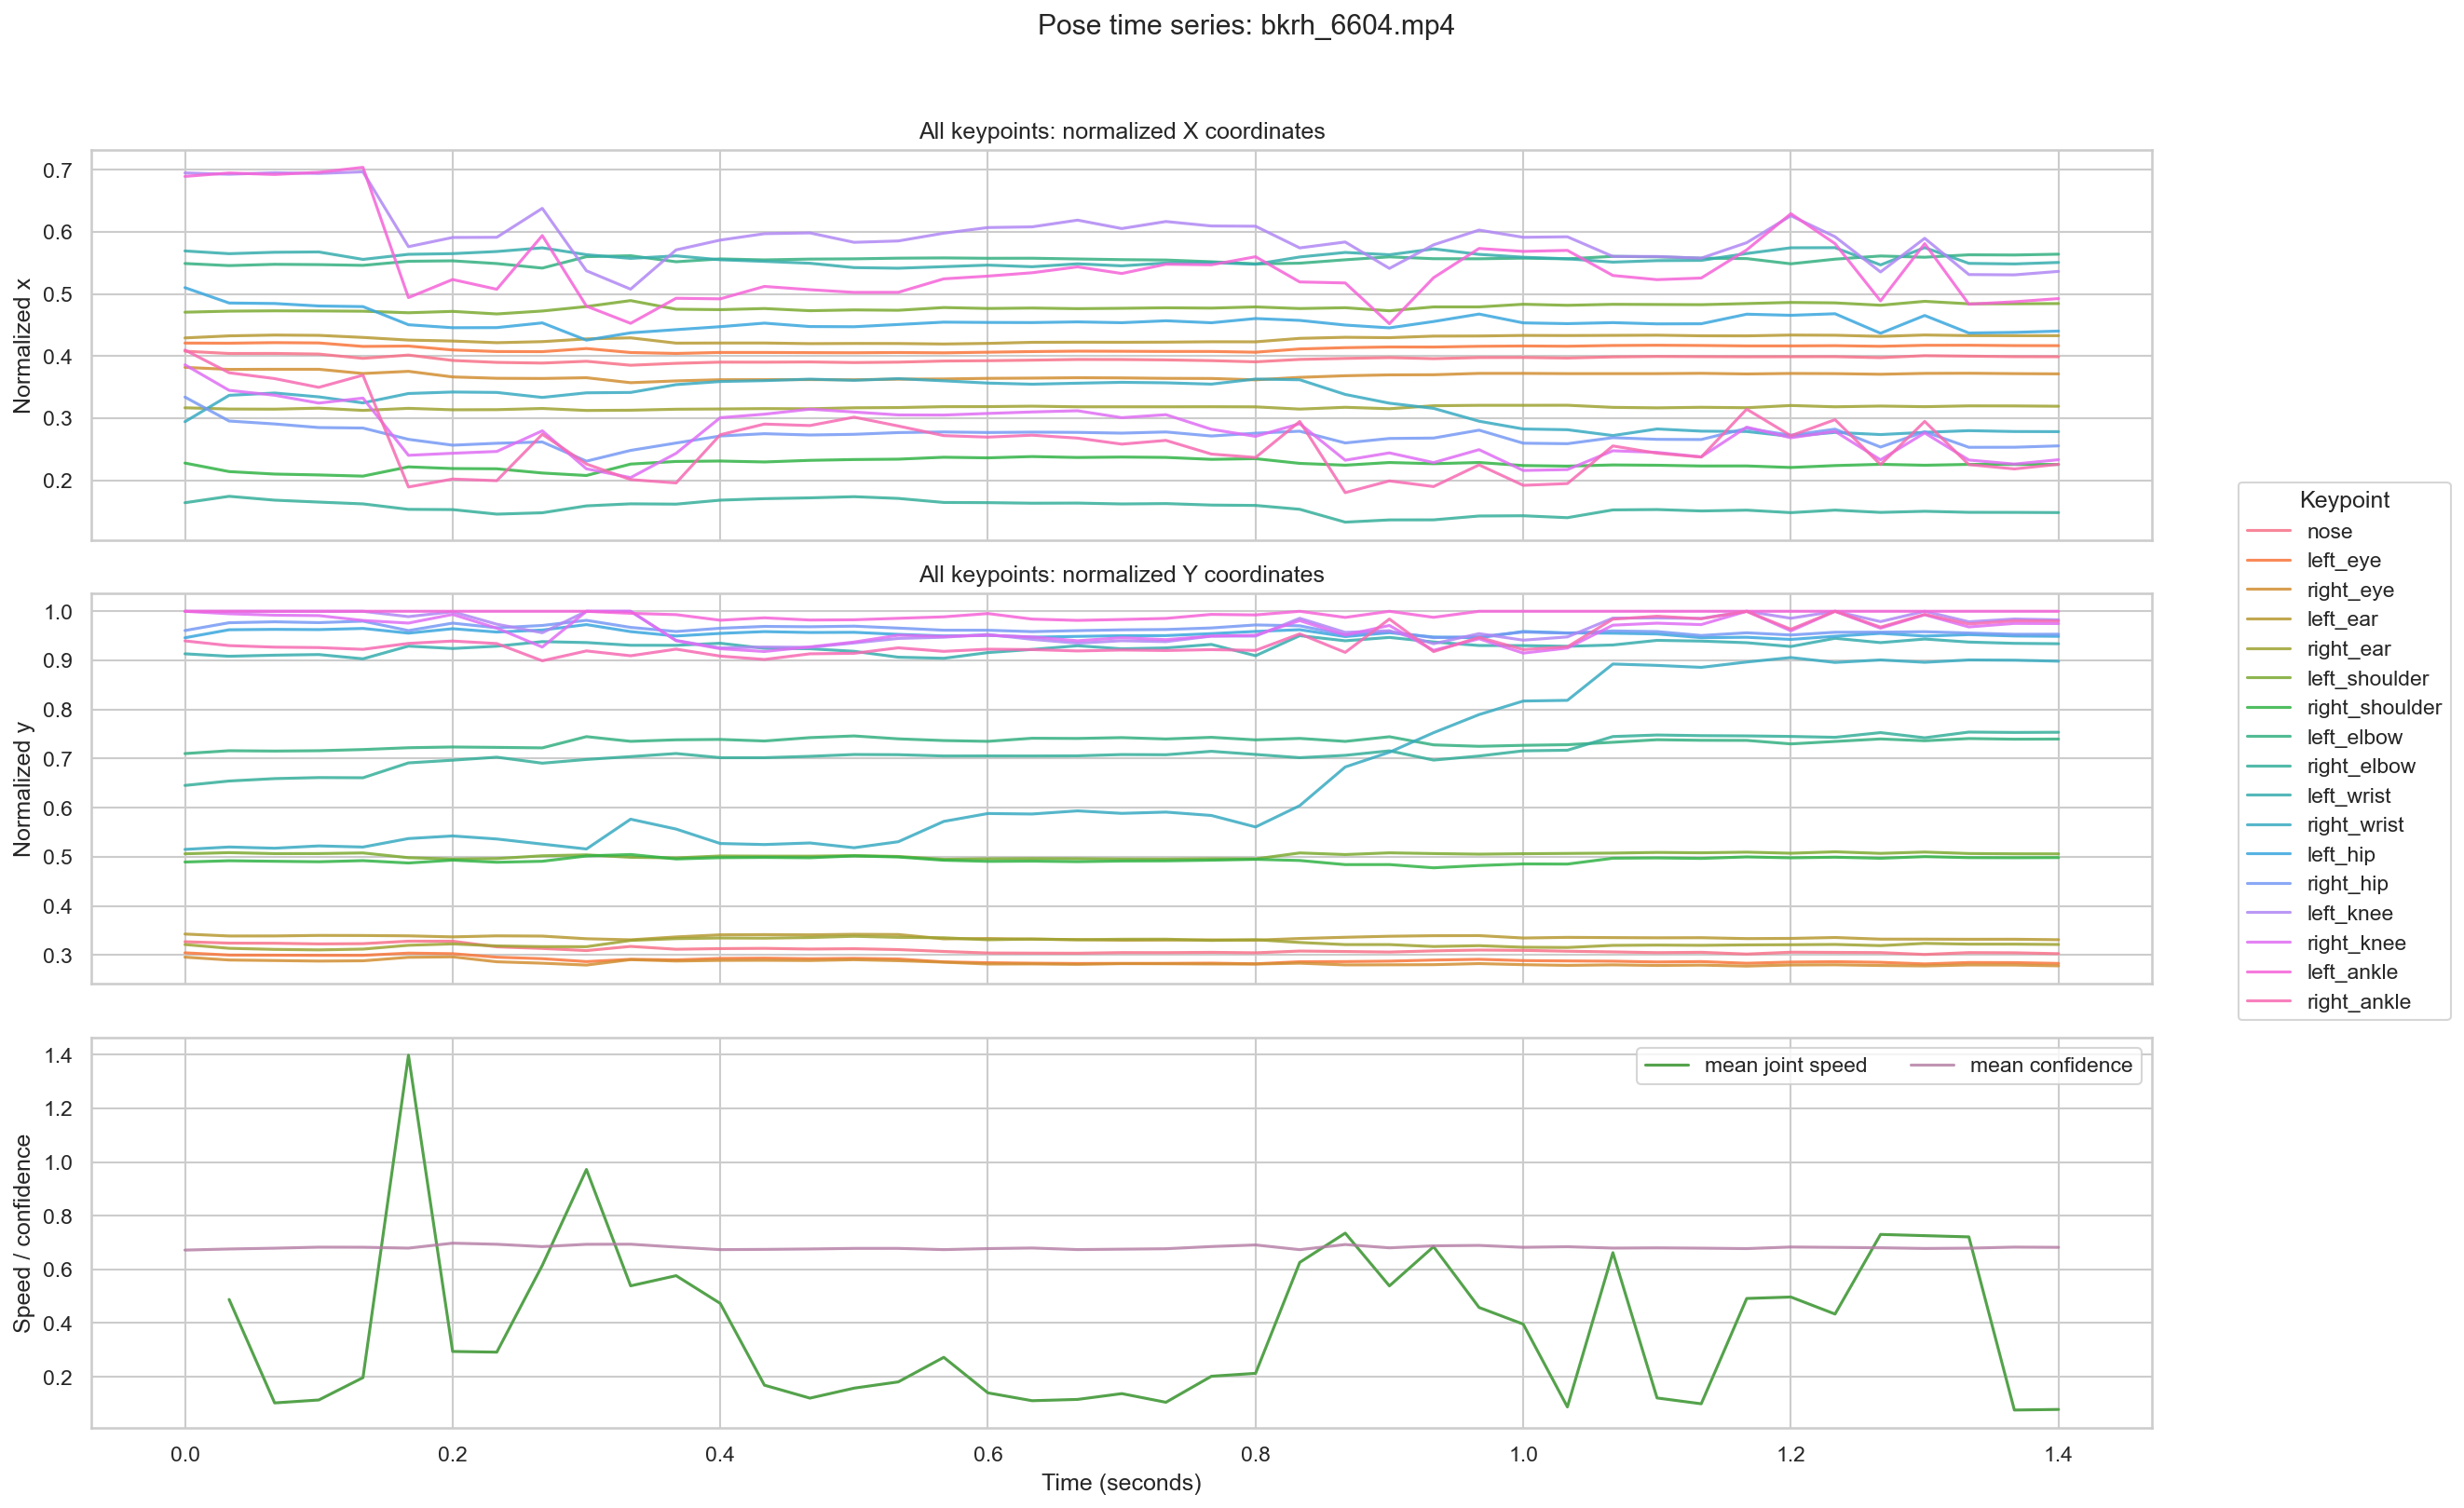 Pose time series: bkrh_6604.mp4
All keypoints: normalized X coordinates
Normalized x
0.7
0.6
0.5
0.4
0.3
0.2
All keypoints: normalized Y coordinates
Normalized y
1.0
0.9
0.8
0.7
0.6
0.5
0.4
0.3
Keypoint
nose
left_eye
right_eye
left_ear
right_ear
left_shoulder
right_shoulder
left_elbow
right_elbow
left_wrist
right_wrist
left_hip
right_hip
left_knee
right_knee
left_ankle
right_ankle
Speed / confidence
1.4
1.2
1.0
0.8
0.6
0.4
0.2
mean joint speed mean confidence
0.0 0.2 0.4 0.6 0.8 1.0 1.2 1.4
Time (seconds)